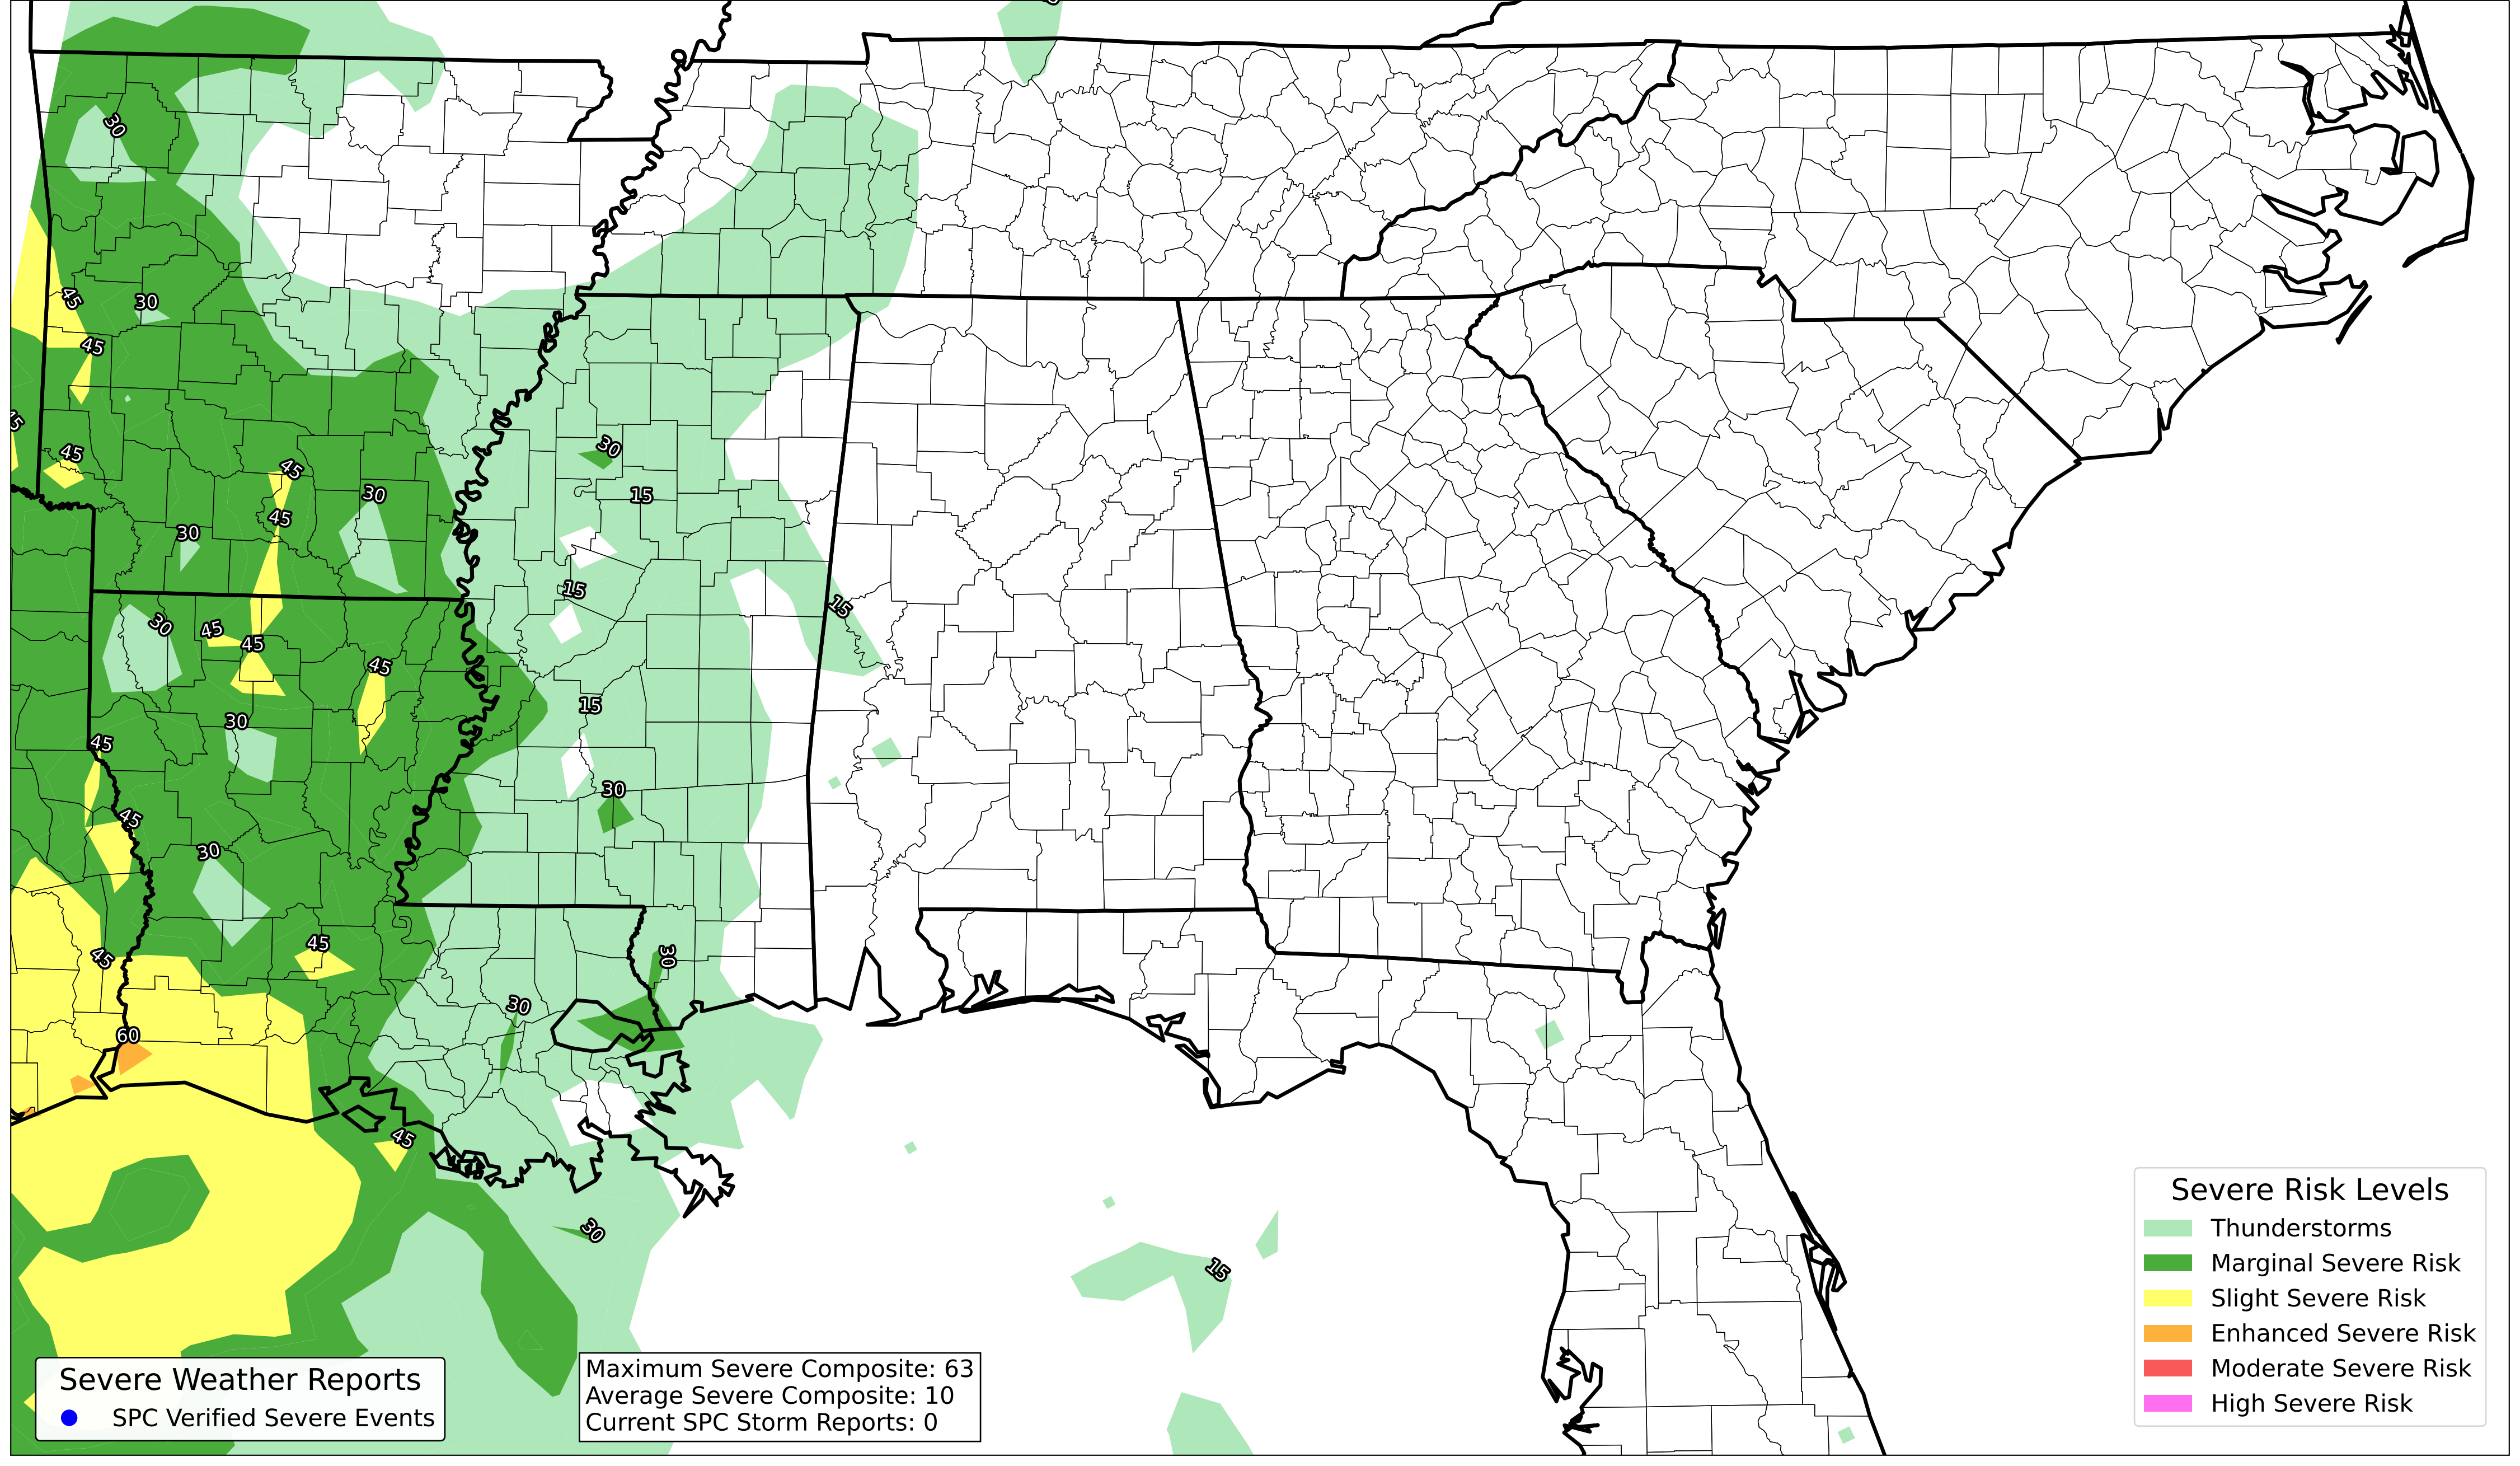 30
45
30
45
45
45
45
30
30
15
45
30
30
15
45
45
15
30
45
15
30
45
30
45
30
45
45
30
30
60
45
30
15
Severe Risk Levels
Thunderstorms
Marginal Severe Risk
Slight Severe Risk
Enhanced Severe Risk
Moderate Severe Risk
High Severe Risk
Severe Weather Reports
SPC Verified Severe Events
Maximum Severe Composite: 63
Average Severe Composite: 10
Current SPC Storm Reports: 0